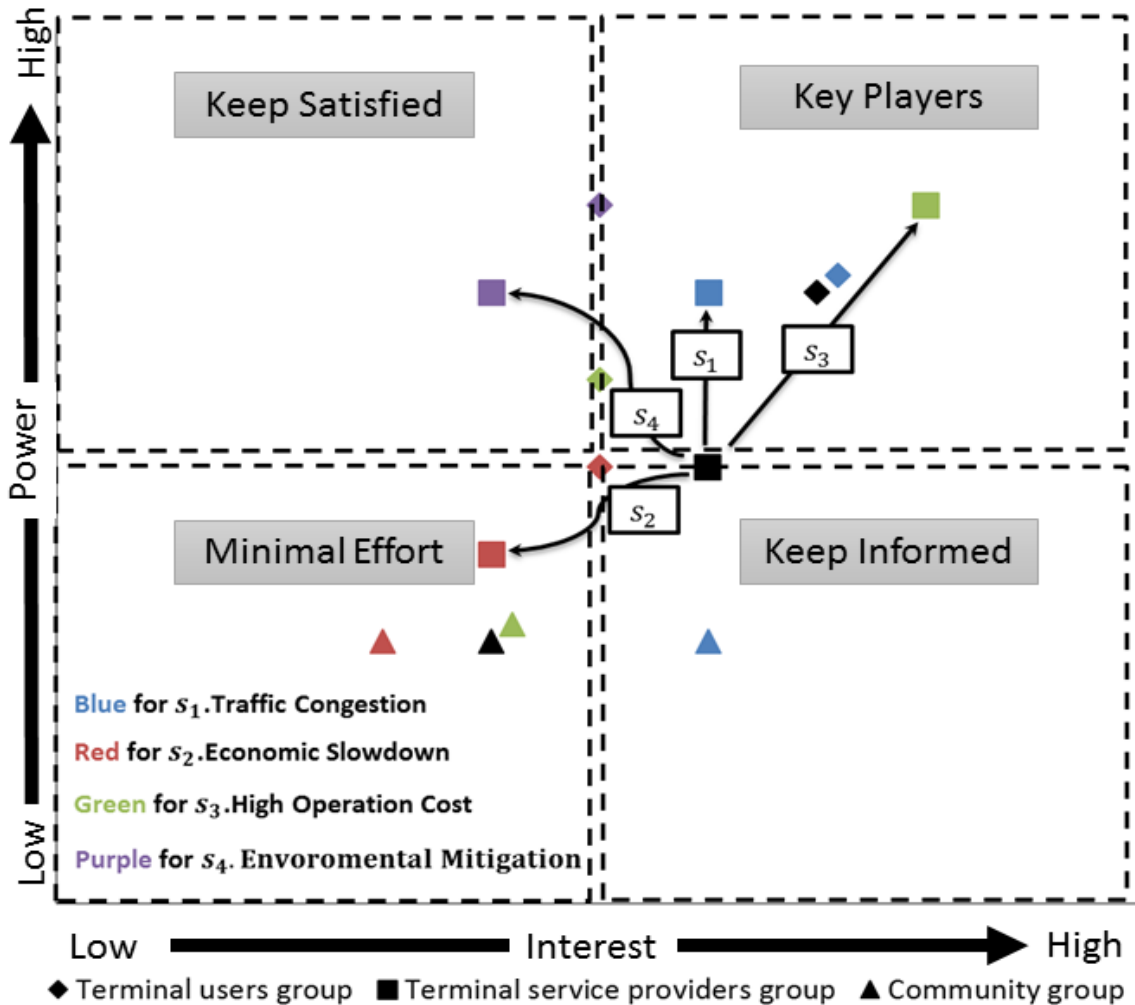 High
Keep Satisfied
Key Players
s₁
s₃
s₄
Power
s₂
Minimal Effort
Keep Informed
Blue for s₁.Traffic Congestion
Red for s₂.Economic Slowdown
Green for s₃.High Operation Cost
Purple for s₄. Envoromental Mitigation
Low
Low Interest High
Terminal users group Terminal service providers group Community group